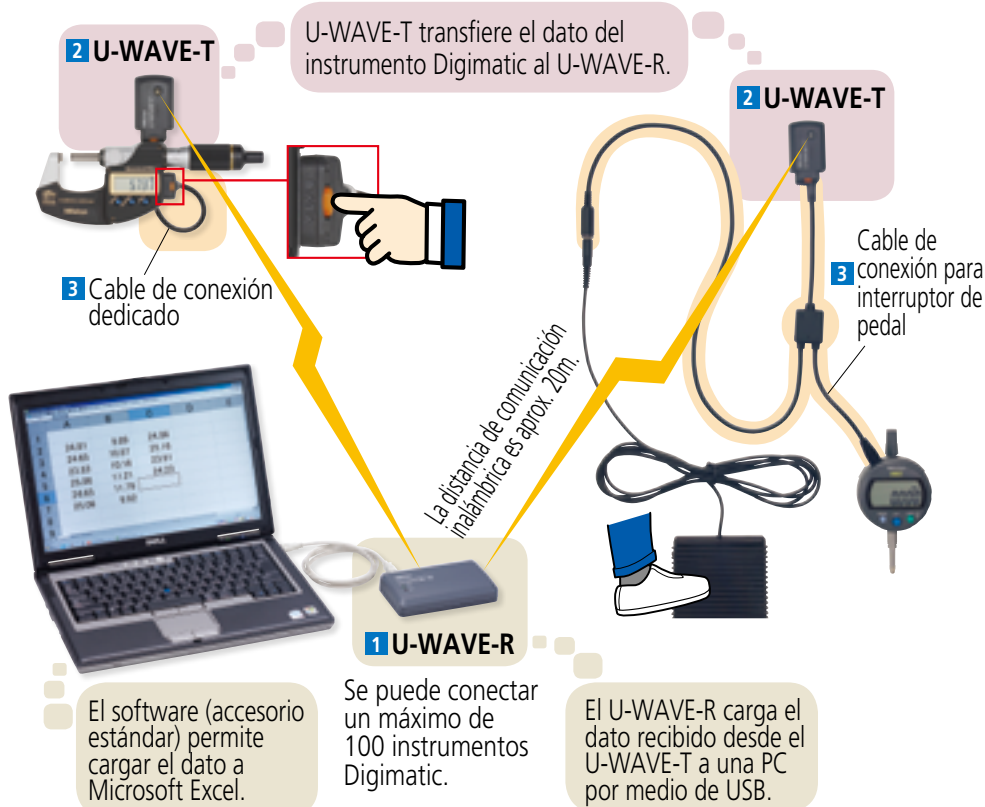 2 U-WAVE-T
U-WAVE-T transfiere el dato del
instrumento Digimatic al U-WAVE-R.
2 U-WAVE-T
3 Cable de conexión
dedicado
Cable de
3 conexión para
interruptor de
pedal
La distancia de comunicación
inalámbrica es aprox. 20m.
1 U-WAVE-R
Se puede conectar
un máximo de
100 instrumentos
Digimatic.
El software (accesorio
estándar) permite
cargar el dato a
Microsoft Excel.
El U-WAVE-R carga el
dato recibido desde el
U-WAVE-T a una PC
por medio de USB.